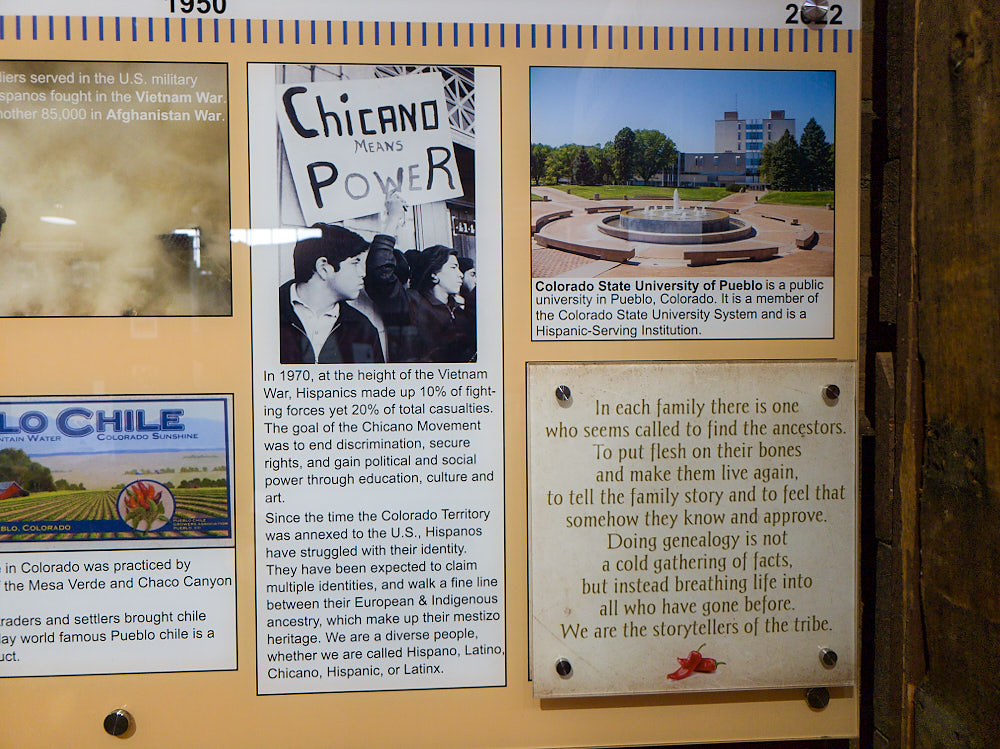 1950
2022
liers served in the U.S. military
spanos fought in the Vietnam War.
nother 85,000 in Afghanistan War.
CHICANO
MEANS
POWER
In 1970, at the height of the Vietnam
War, Hispanics made up 10% of fight-
ing forces yet 20% of total casualties.
The goal of the Chicano Movement
was to end discrimination, secure
rights, and gain political and social
power through education, culture and
art.
Since the time the Colorado Territory
was annexed to the U.S., Hispanos
have struggled with their identity.
They have been expected to claim
multiple identities, and walk a fine line
between their European & Indigenous
ancestry, which make up their mestizo
heritage. We are a diverse people,
whether we are called Hispano, Latino,
Chicano, Hispanic, or Latinx.
Colorado State University of Pueblo is a public
university in Pueblo, Colorado. It is a member of
the Colorado State University System and is a
Hispanic-Serving Institution.
LO CHILE
NTAIN WATER COLORADO SUNSHINE
BLO, COLORADO
PUEBLO CHILE
GROWERS ASSOCIATION
PUEBLO, CO
e in Colorado was practiced by
f the Mesa Verde and Chaco Canyon
raders and settlers brought chile
day world famous Pueblo chile is a
uct.
In each family there is one
who seems called to find the ancestors.
To put flesh on their bones
and make them live again,
to tell the family story and to feel that
somehow they know and approve.
Doing genealogy is not
a cold gathering of facts,
but instead breathing life into
all who have gone before.
We are the storytellers of the tribe.